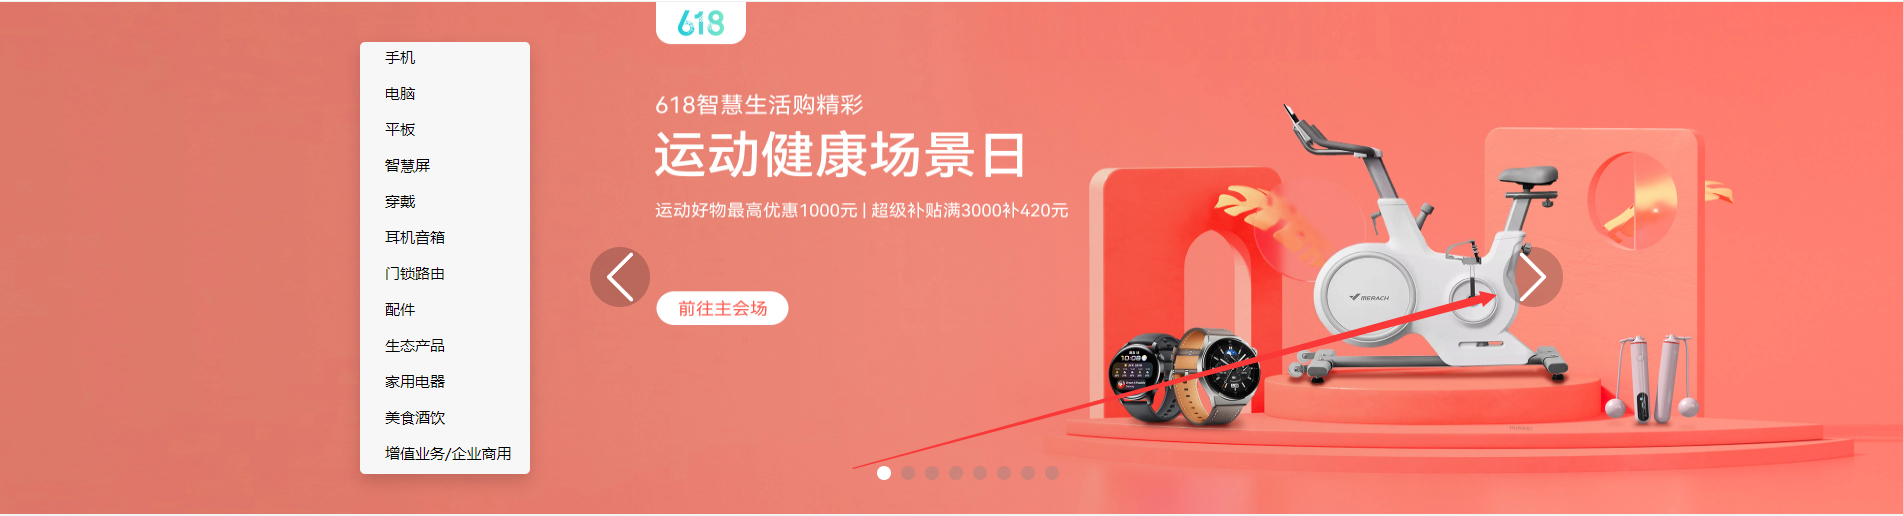 618
手机
电脑
平板
智慧屏
穿戴
耳机音箱
门锁路由
配件
生态产品
家用电器
美食酒饮
增值业务/企业商用
618智慧生活购精彩
运动健康场景日
运动好物最高优惠1000元 | 超级补贴满3000补420元
前往主会场
MERACH
10:08